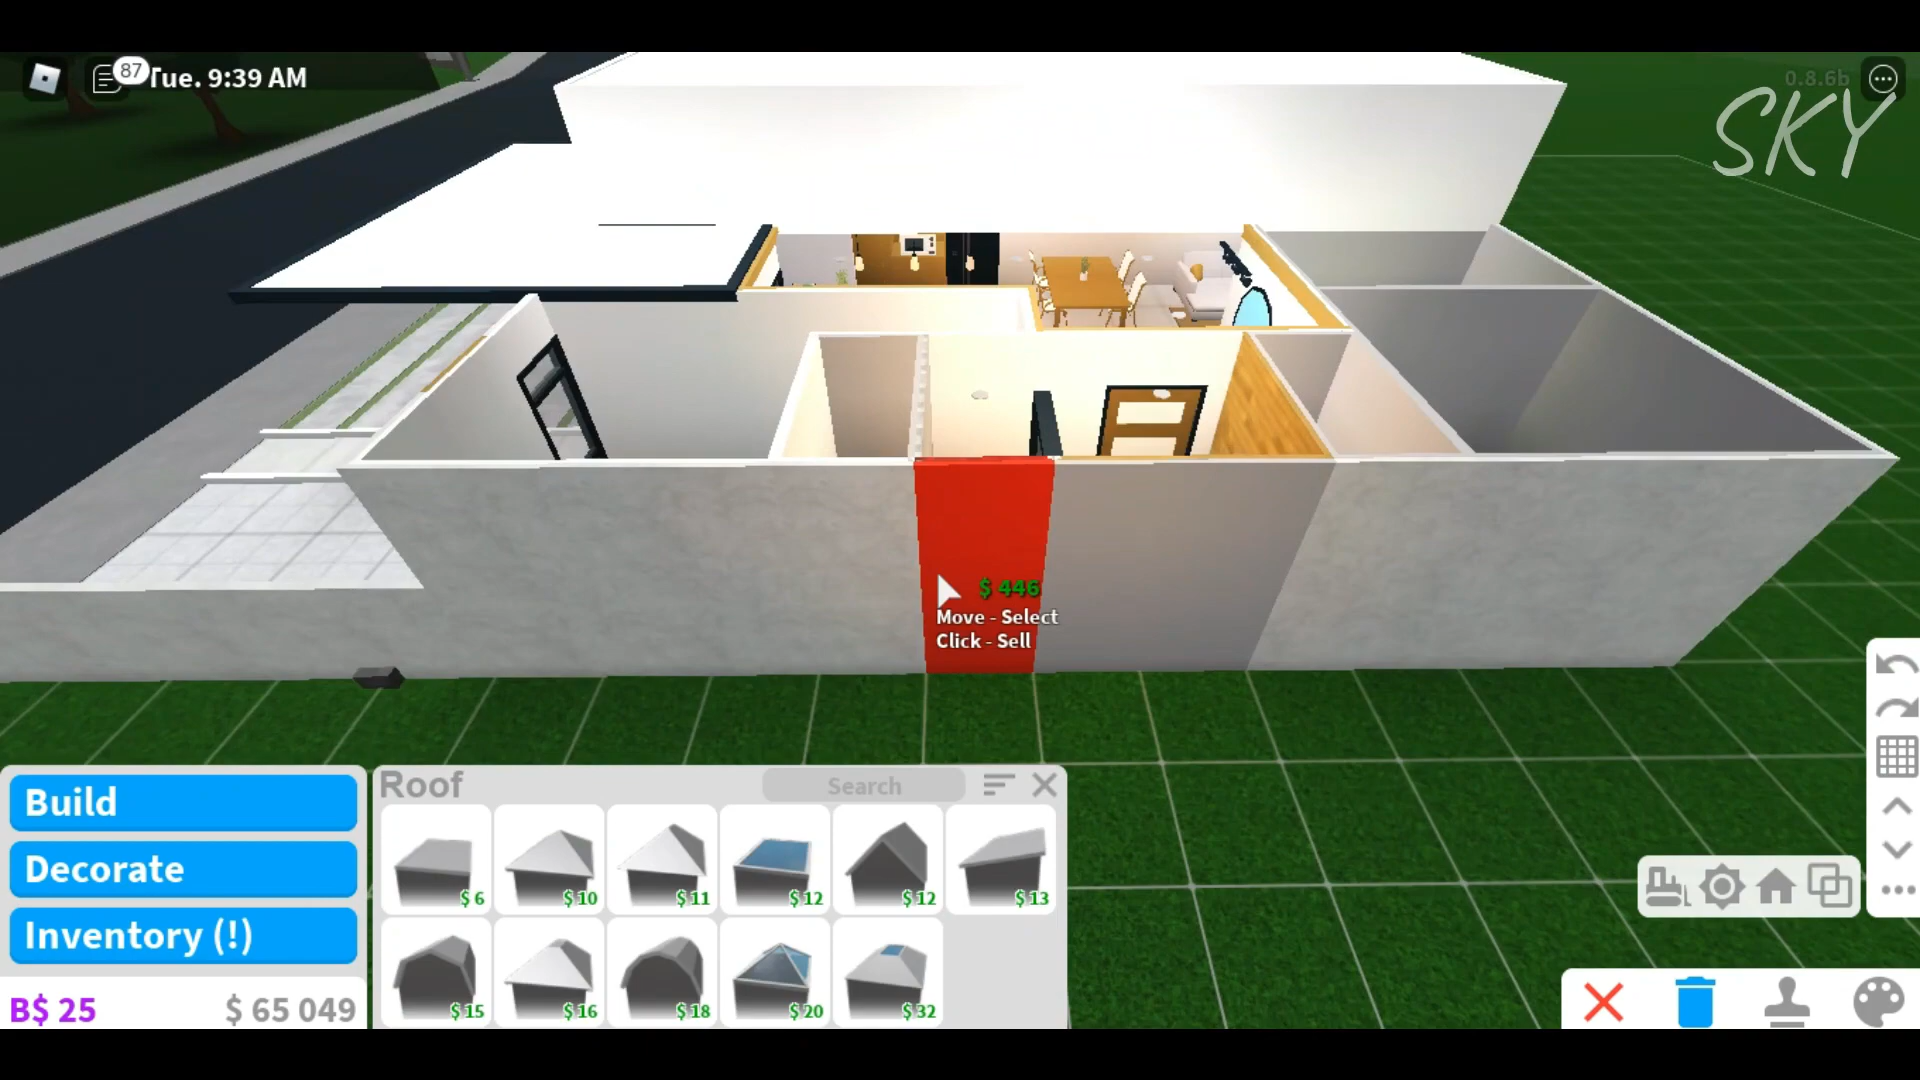 87
Tue. 9:39 AM
0.8.6b
SKY
$ 446
Move - Select
Click - Sell
Build
Decorate
Inventory (!)
B$ 25
$ 65 049
Roof
Search
$ 6
$ 10
$ 11
$ 12
$ 12
$ 13
$ 15
$ 16
$ 18
$ 20
$ 32